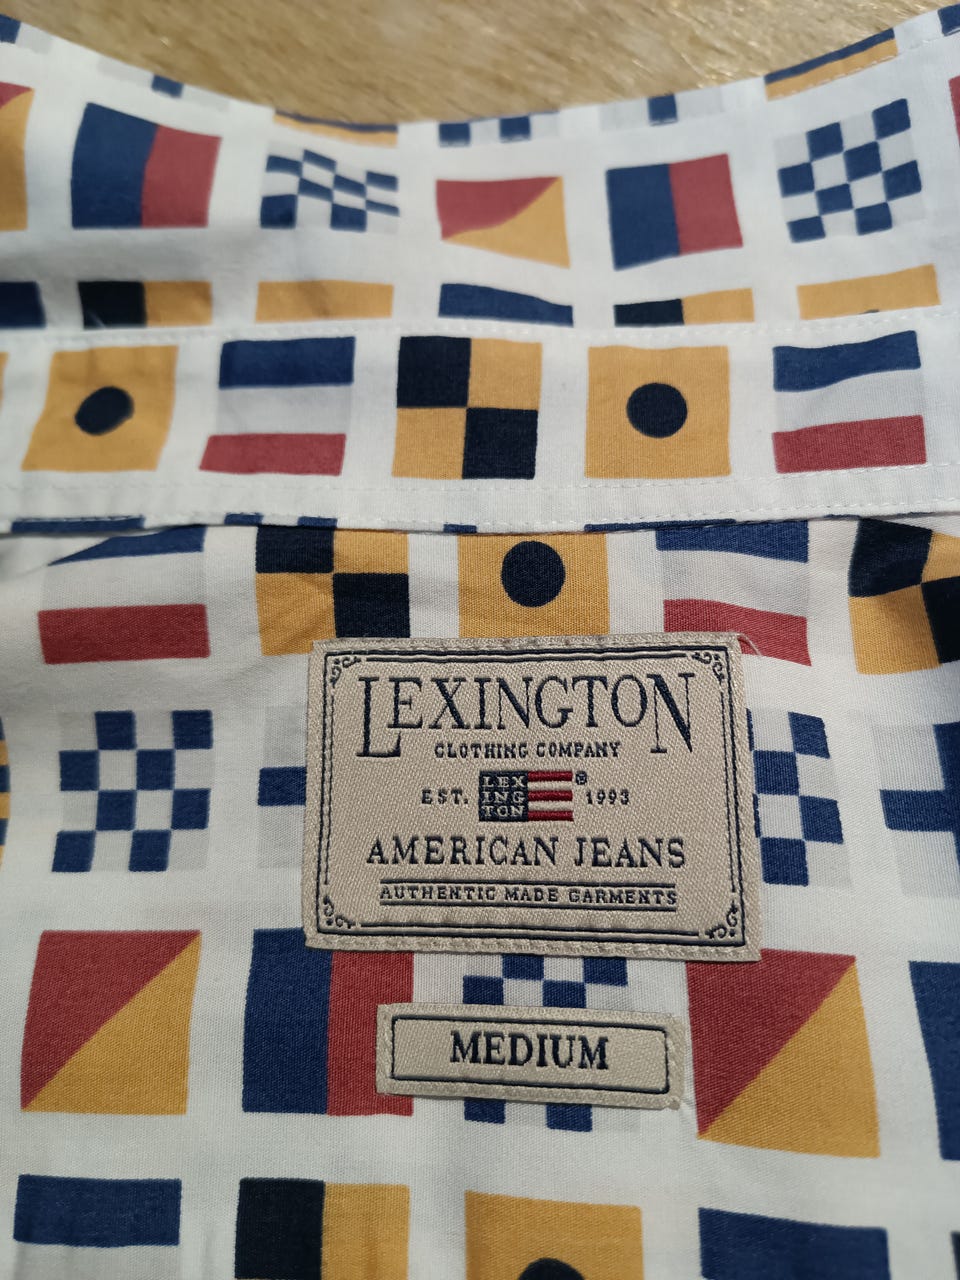 LEXINGTON
CLOTHING COMPANY
EST. LEX ING TON ® 1993
AMERICAN JEANS
AUTHENTIC MADE GARMENTS
MEDIUM